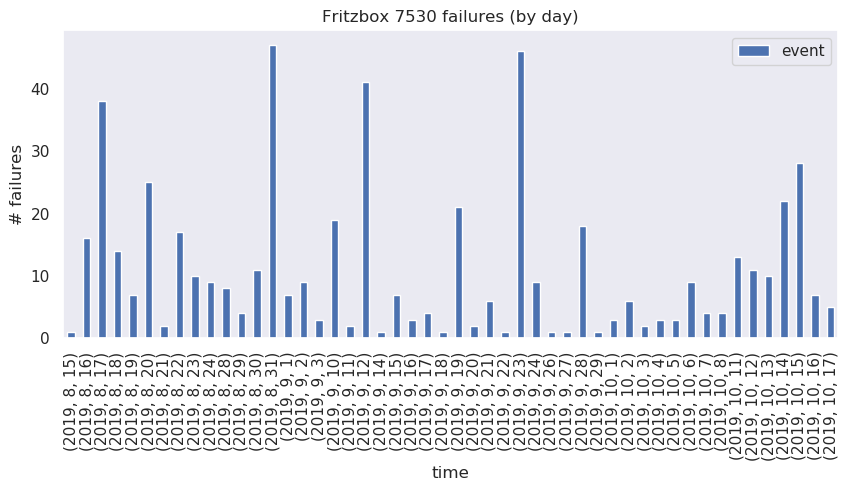 Fritzbox 7530 failures (by day)
event
# failures
40
30
20
10
0
(2019, 8, 15)
(2019, 8, 16)
(2019, 8, 17)
(2019, 8, 18)
(2019, 8, 19)
(2019, 8, 20)
(2019, 8, 21)
(2019, 8, 22)
(2019, 8, 23)
(2019, 8, 24)
(2019, 8, 28)
(2019, 8, 29)
(2019, 8, 30)
(2019, 8, 31)
(2019, 9, 1)
(2019, 9, 2)
(2019, 9, 3)
(2019, 9, 10)
(2019, 9, 11)
(2019, 9, 12)
(2019, 9, 14)
(2019, 9, 15)
(2019, 9, 16)
(2019, 9, 17)
(2019, 9, 18)
(2019, 9, 19)
(2019, 9, 20)
(2019, 9, 21)
(2019, 9, 22)
(2019, 9, 23)
(2019, 9, 24)
(2019, 9, 26)
(2019, 9, 27)
(2019, 9, 28)
(2019, 9, 29)
(2019, 10, 1)
(2019, 10, 2)
(2019, 10, 3)
(2019, 10, 4)
(2019, 10, 5)
(2019, 10, 6)
(2019, 10, 7)
(2019, 10, 8)
(2019, 10, 11)
(2019, 10, 12)
(2019, 10, 13)
(2019, 10, 14)
(2019, 10, 15)
(2019, 10, 16)
(2019, 10, 17)
time